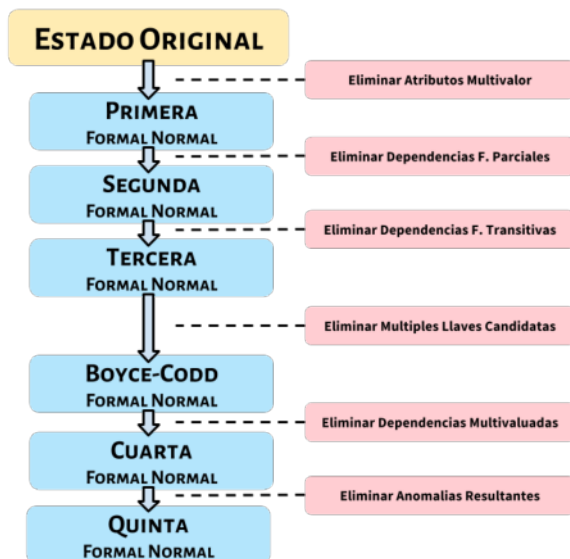 ESTADO ORIGINAL
Eliminar Atributos Multivalor
PRIMERA
FORMAL NORMAL
Eliminar Dependencias F. Parciales
SEGUNDA
FORMAL NORMAL
Eliminar Dependencias F. Transitivas
TERCERA
FORMAL NORMAL
Eliminar Multiples Llaves Candidatas
BOYCE-CODD
FORMAL NORMAL
Eliminar Dependencias Multivaluadas
CUARTA
FORMAL NORMAL
Eliminar Anomalias Resultantes
QUINTA
FORMAL NORMAL